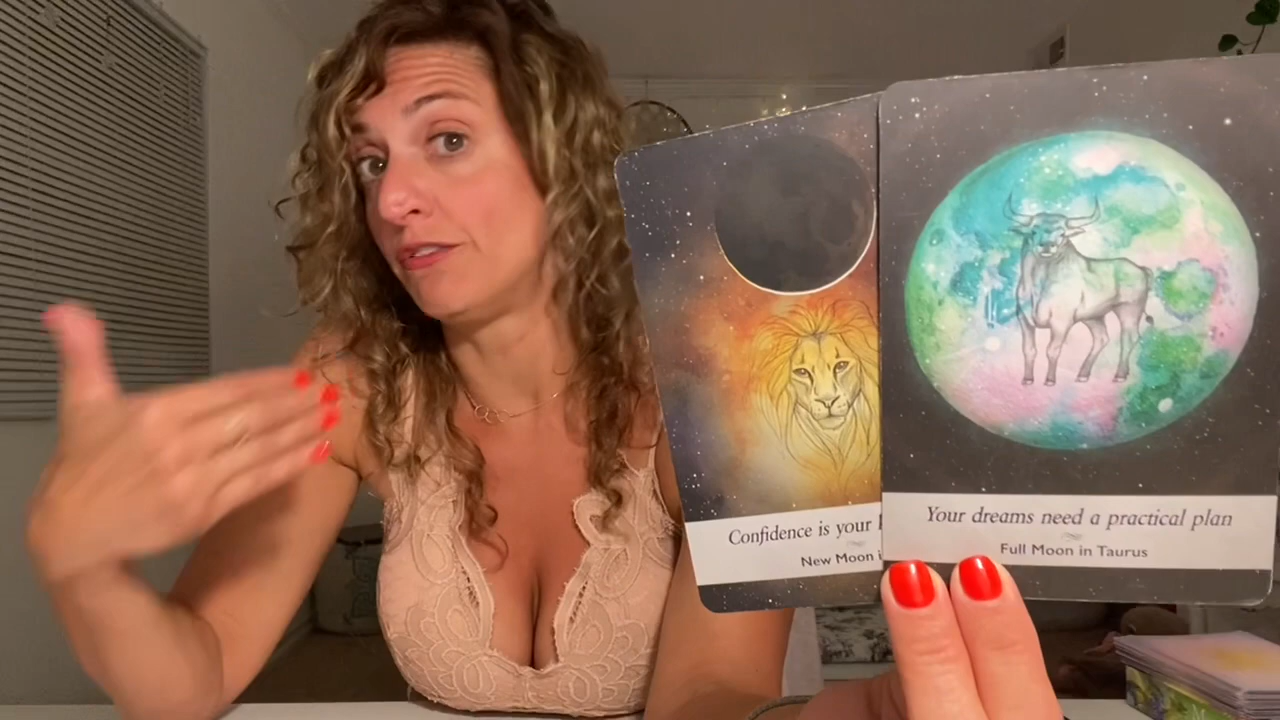 Confidence is your
New Moon i
Your dreams need a practical plan
Full Moon in Taurus